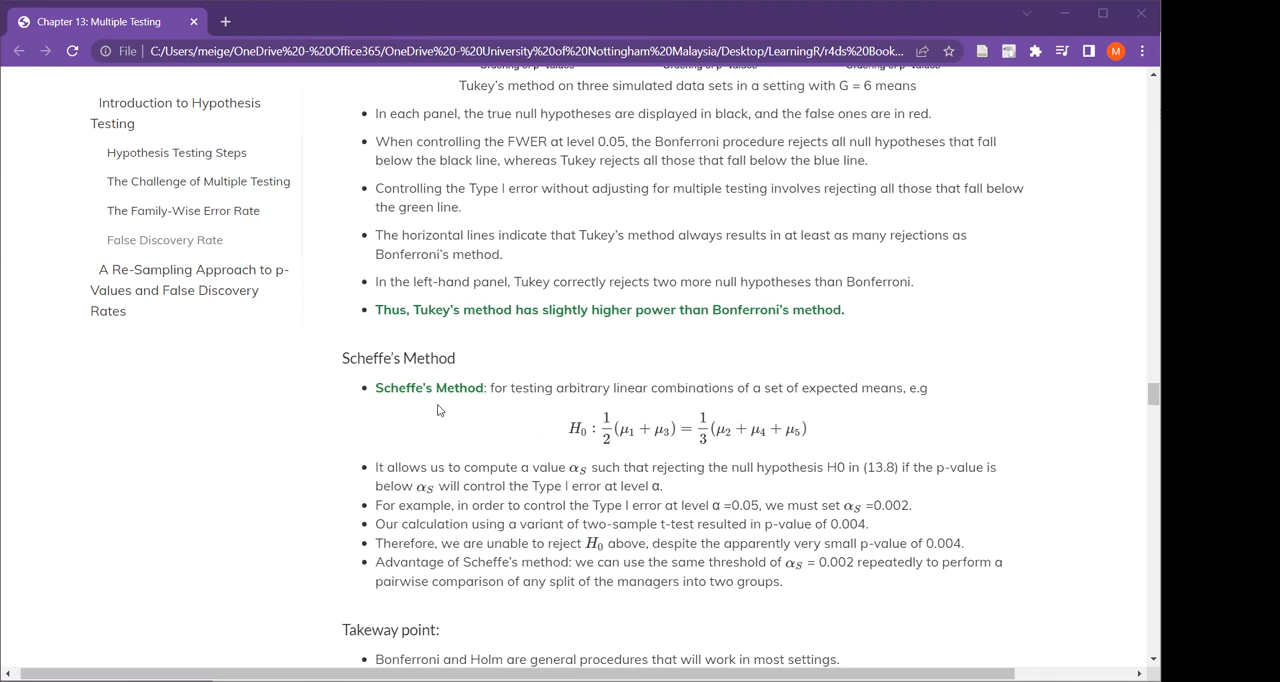 Chapter 13: Multiple Testing
File
C:/Users/meige/OneDrive%20-%20Office365/OneDrive%20-%20University%20of%20Nottingham%20Malaysia/Desktop/LearningR/r4ds%20Book...
M
Introduction to Hypothesis
Testing
Hypothesis Testing Steps
The Challenge of Multiple Testing
The Family-Wise Error Rate
False Discovery Rate
A Re-Sampling Approach to p-
Values and False Discovery
Rates
Ordering of p-values Ordering of p-values Ordering of p-values
Tukey's method on three simulated data sets in a setting with G = 6 means
In each panel, the true null hypotheses are displayed in black, and the false ones are in red.
When controlling the FWER at level 0.05, the Bonferroni procedure rejects all null hypotheses that fall
below the black line, whereas Tukey rejects all those that fall below the blue line.
Controlling the Type I error without adjusting for multiple testing involves rejecting all those that fall below
the green line.
The horizontal lines indicate that Tukey's method always results in at least as many rejections as
Bonferroni's method.
In the left-hand panel, Tukey correctly rejects two more null hypotheses than Bonferroni.
Thus, Tukey's method has slightly higher power than Bonferroni's method.
Scheffe's Method
Scheffe's Method: for testing arbitrary linear combinations of a set of expected means, e.g
H₀ : 1/2(μ₁ + μ₃) = 1/3(μ₂ + μ₄ + μ₅)
It allows us to compute a value αS such that rejecting the null hypothesis H0 in (13.8) if the p-value is
below αS will control the Type I error at level α.
For example, in order to control the Type I error at level α =0.05, we must set αS =0.002.
Our calculation using a variant of two-sample t-test resulted in p-value of 0.004.
Therefore, we are unable to reject H₀ above, despite the apparently very small p-value of 0.004.
Advantage of Scheffe's method: we can use the same threshold of αS = 0.002 repeatedly to perform a
pairwise comparison of any split of the managers into two groups.
Takeway point:
Bonferroni and Holm are general procedures that will work in most settings.